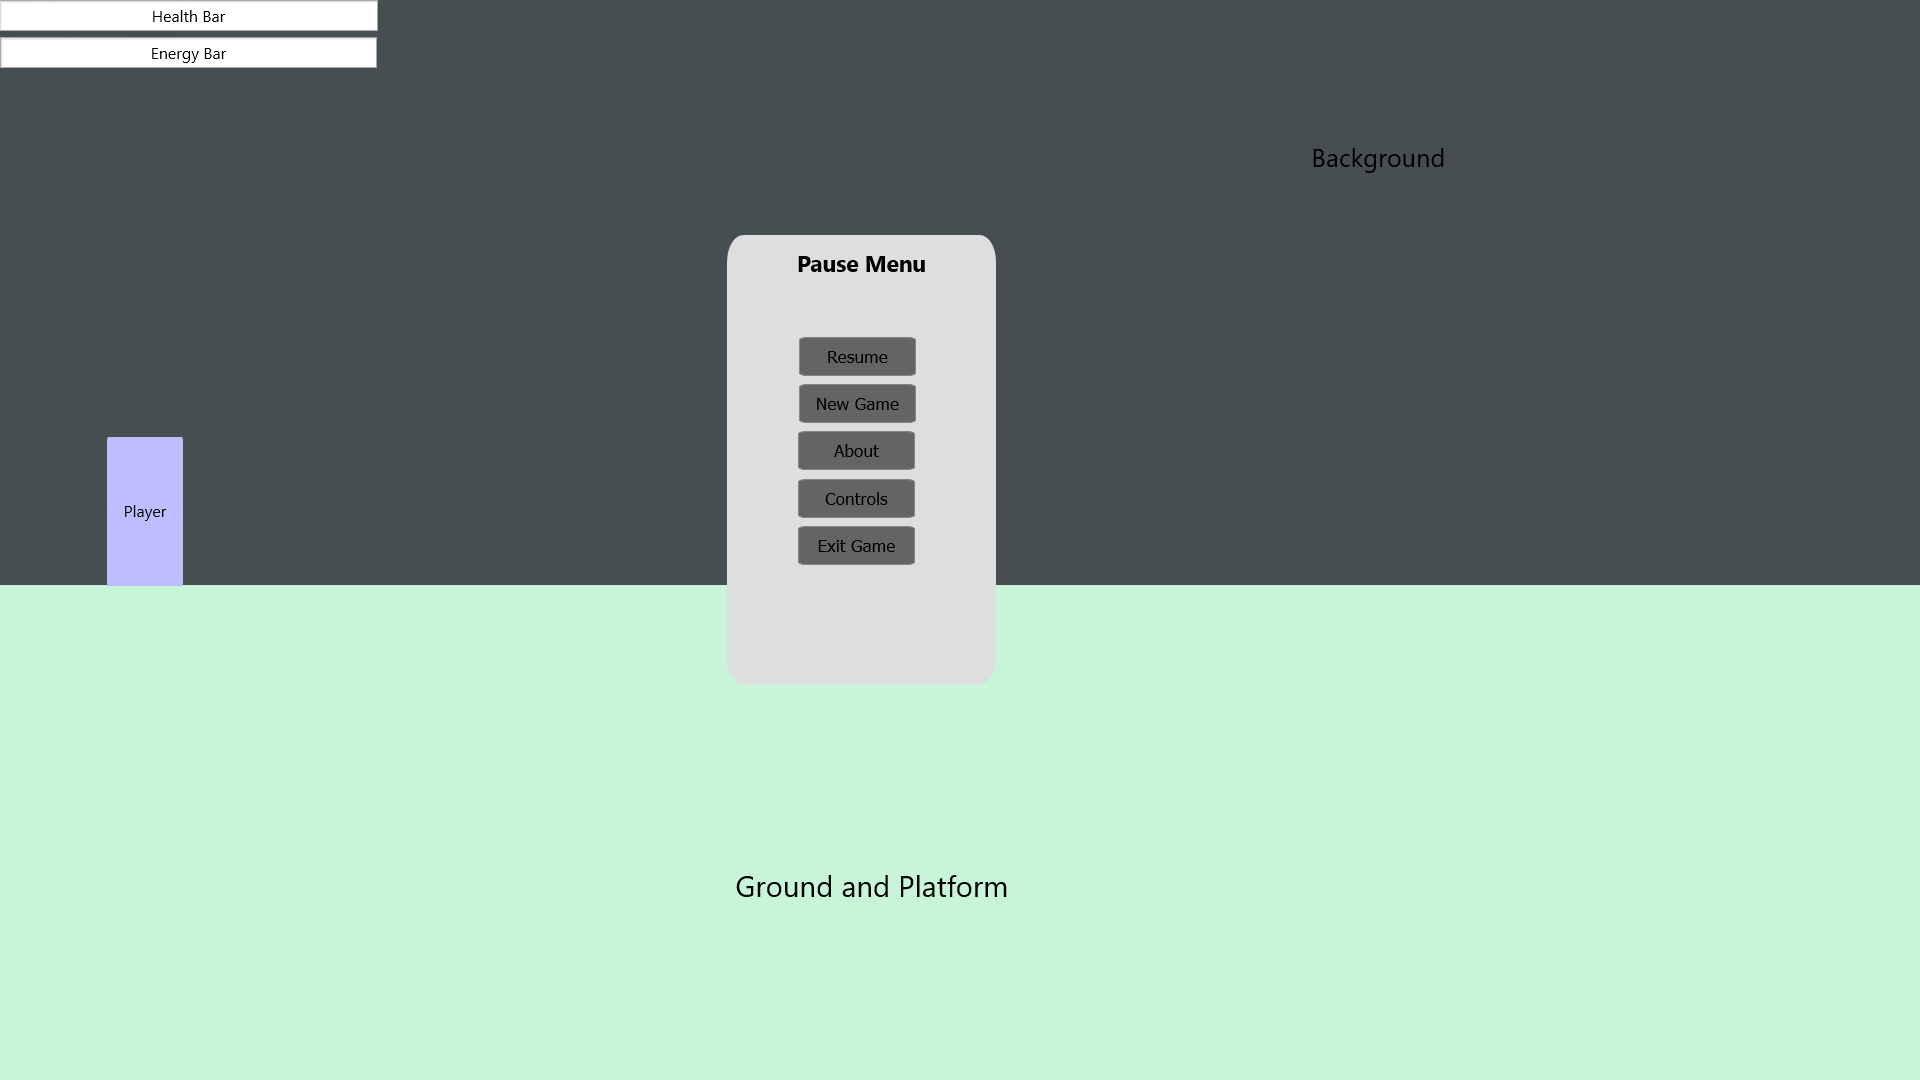 Health Bar
Energy Bar
Background
Pause Menu
Resume
New Game
About
Controls
Exit Game
Player
Ground and Platform